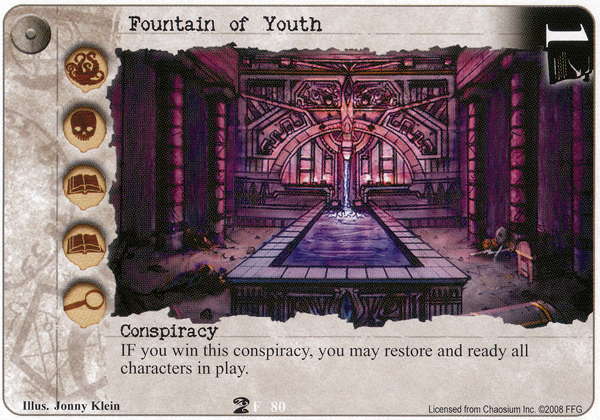 Fountain of Youth
1
Conspiracy
IF you win this conspiracy, you may restore and ready all
characters in play.
Illus. Jonny Klein
F 80
Licensed from Chaosium Inc. ©2008 FFG